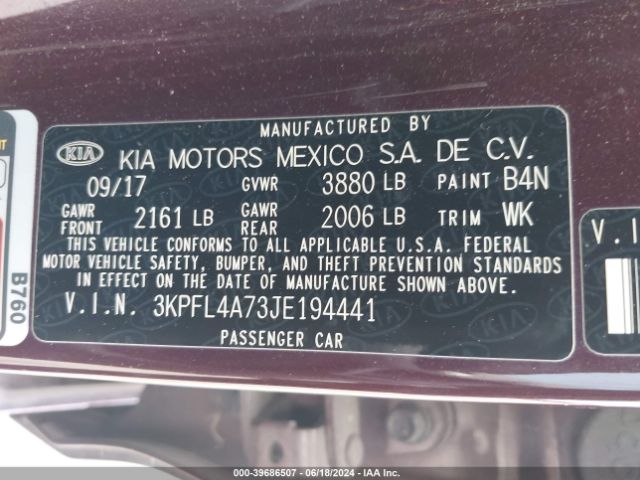 MANUFACTURED BY
KIA KIA MOTORS MEXICO S.A. DE C.V.
09/17 GVWR 3880 LB PAINT B4N
GAWR FRONT 2161 LB GAWR REAR 2006 LB TRIM WK
THIS VEHICLE CONFORMS TO ALL APPLICABLE U.S.A. FEDERAL
MOTOR VEHICLE SAFETY, BUMPER, AND THEFT PREVENTION STANDARDS
IN EFFECT ON THE DATE OF MANUFACTURE SHOWN ABOVE.
V.I.N. 3KPFL4A73JE194441
PASSENGER CAR
B760
V.I
000-39686507 - 06/18/2024 - IAA Inc.